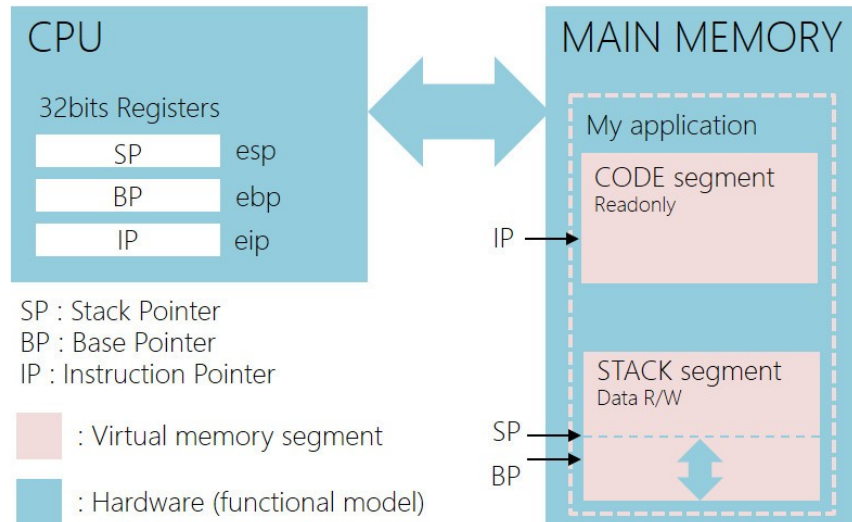 CPU
32bits Registers
SP esp
BP ebp
IP eip
SP : Stack Pointer
BP : Base Pointer
IP : Instruction Pointer
: Virtual memory segment
: Hardware (functional model)
MAIN MEMORY
My application
CODE segment
Readonly
IP
STACK segment
Data R/W
SP
BP